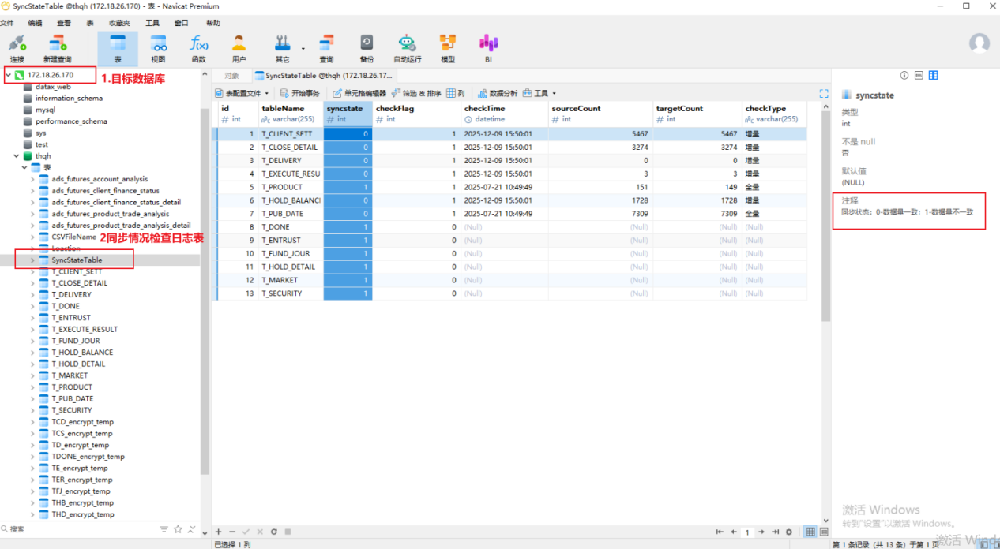 SyncStateTable @thqh (172.18.26.170) - 表 - Navicat Premium
文件 编辑 查看 表 收藏夹 工具 窗口 帮助
连接 新建查询 表 视图 函数 用户 其它 查询 备份 自动运行 模型 BI
172.18.26.170
1.目标数据库
datax_web
information_schema
mysql
performance_schema
sys
test
thqh
表
ads_futures_account_analysis
ads_futures_client_finance_status
ads_futures_client_finance_status_detail
ads_futures_product_trade_analysis
ads_futures_product_trade_analysis_detail
CSVFileName
2同步情况检查日志表
Loaction
SyncStateTable
T_CLIENT_SETT
T_CLOSE_DETAIL
T_DELIVERY
T_DONE
T_ENTRUST
T_EXECUTE_RESULT
T_FUND_JOUR
T_HOLD_BALANCE
T_HOLD_DETAIL
T_MARKET
T_PRODUCT
T_PUB_DATE
T_SECURITY
TCD_encrypt_temp
TCS_encrypt_temp
TD_encrypt_temp
TDONE_encrypt_temp
TE_encrypt_temp
TER_encrypt_temp
TFJ_encrypt_temp
THB_encrypt_temp
THD_encrypt_temp
搜索
对象 SyncStateTable @thqh (172.18.26.17...
表配置文件 开始事务 单元格编辑器 筛选 & 排序 列 数据分析 工具
id tableName syncstate checkFlag checkTime sourceCount targetCount checkType
# int varchar(255) # int # int datetime # int # int varchar(255)
1 T_CLIENT_SETT 0 1 2025-12-09 15:50:01 5467 5467 增量
2 T_CLOSE_DETAIL 0 1 2025-12-09 15:50:01 3274 3274 增量
3 T_DELIVERY 0 1 2025-12-09 15:50:01 0 0 增量
4 T_EXECUTE_RESU 0 1 2025-12-09 15:50:01 3 3 增量
5 T_PRODUCT 1 1 2025-07-21 10:49:49 151 149 全量
6 T_HOLD_BALANC 0 1 2025-12-09 15:50:01 1728 1728 增量
7 T_PUB_DATE 0 1 2025-07-21 10:49:49 7309 7309 全量
8 T_DONE 1 0 (Null) (Null) (Null) (Null)
9 T_ENTRUST 1 0 (Null) (Null) (Null) (Null)
10 T_FUND_JOUR 1 0 (Null) (Null) (Null) (Null)
11 T_HOLD_DETAIL 1 0 (Null) (Null) (Null) (Null)
12 T_MARKET 1 0 (Null) (Null) (Null) (Null)
13 T_SECURITY 1 0 (Null) (Null) (Null) (Null)
1
已选择 1 列
syncstate
类型
int
不是 null
否
默认值
(NULL)
注释
同步状态：0-数据量一致；1-数据量不一致
激活 Windows
转到"设置"以激活 Windows。
激活 Wind
第 1 条记录 (共 13 条) 于第 1 页